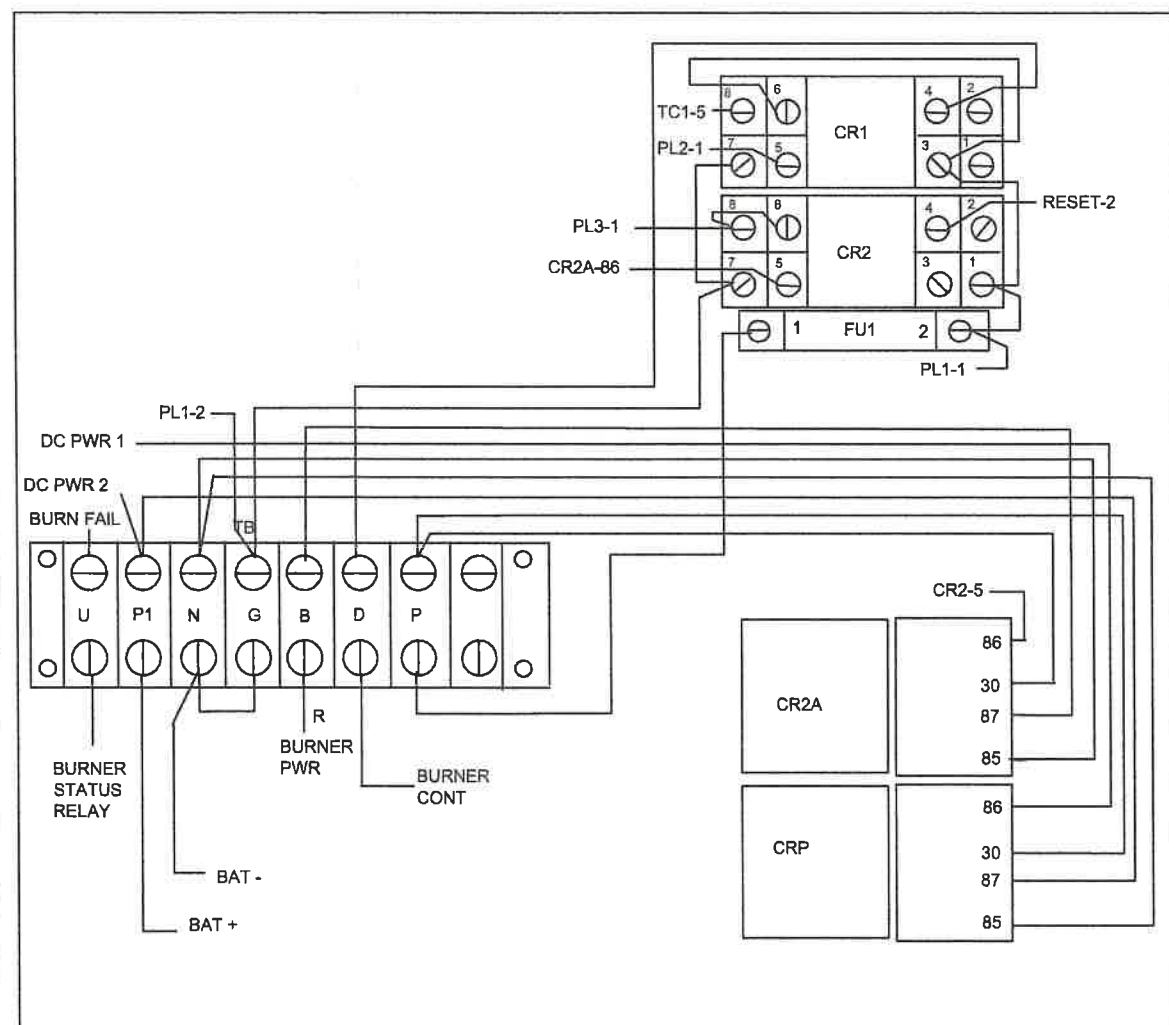 8
6
4
2
TC1-5
CR1
PL2-1
7
5
3
1
8
6
4
2
RESET-2
PL3-1
CR2
CR2A-86
7
5
3
1
1
FU1
2
PL1-1
PL1-2
DC PWR 1
DC PWR 2
BURN FAIL
TB
U
P1
N
G
B
D
P
CR2-5
86
30
CR2A
87
85
R
BURNER
PWR
BURNER
STATUS
RELAY
BURNER
CONT
86
CRP
30
87
85
BAT -
BAT +